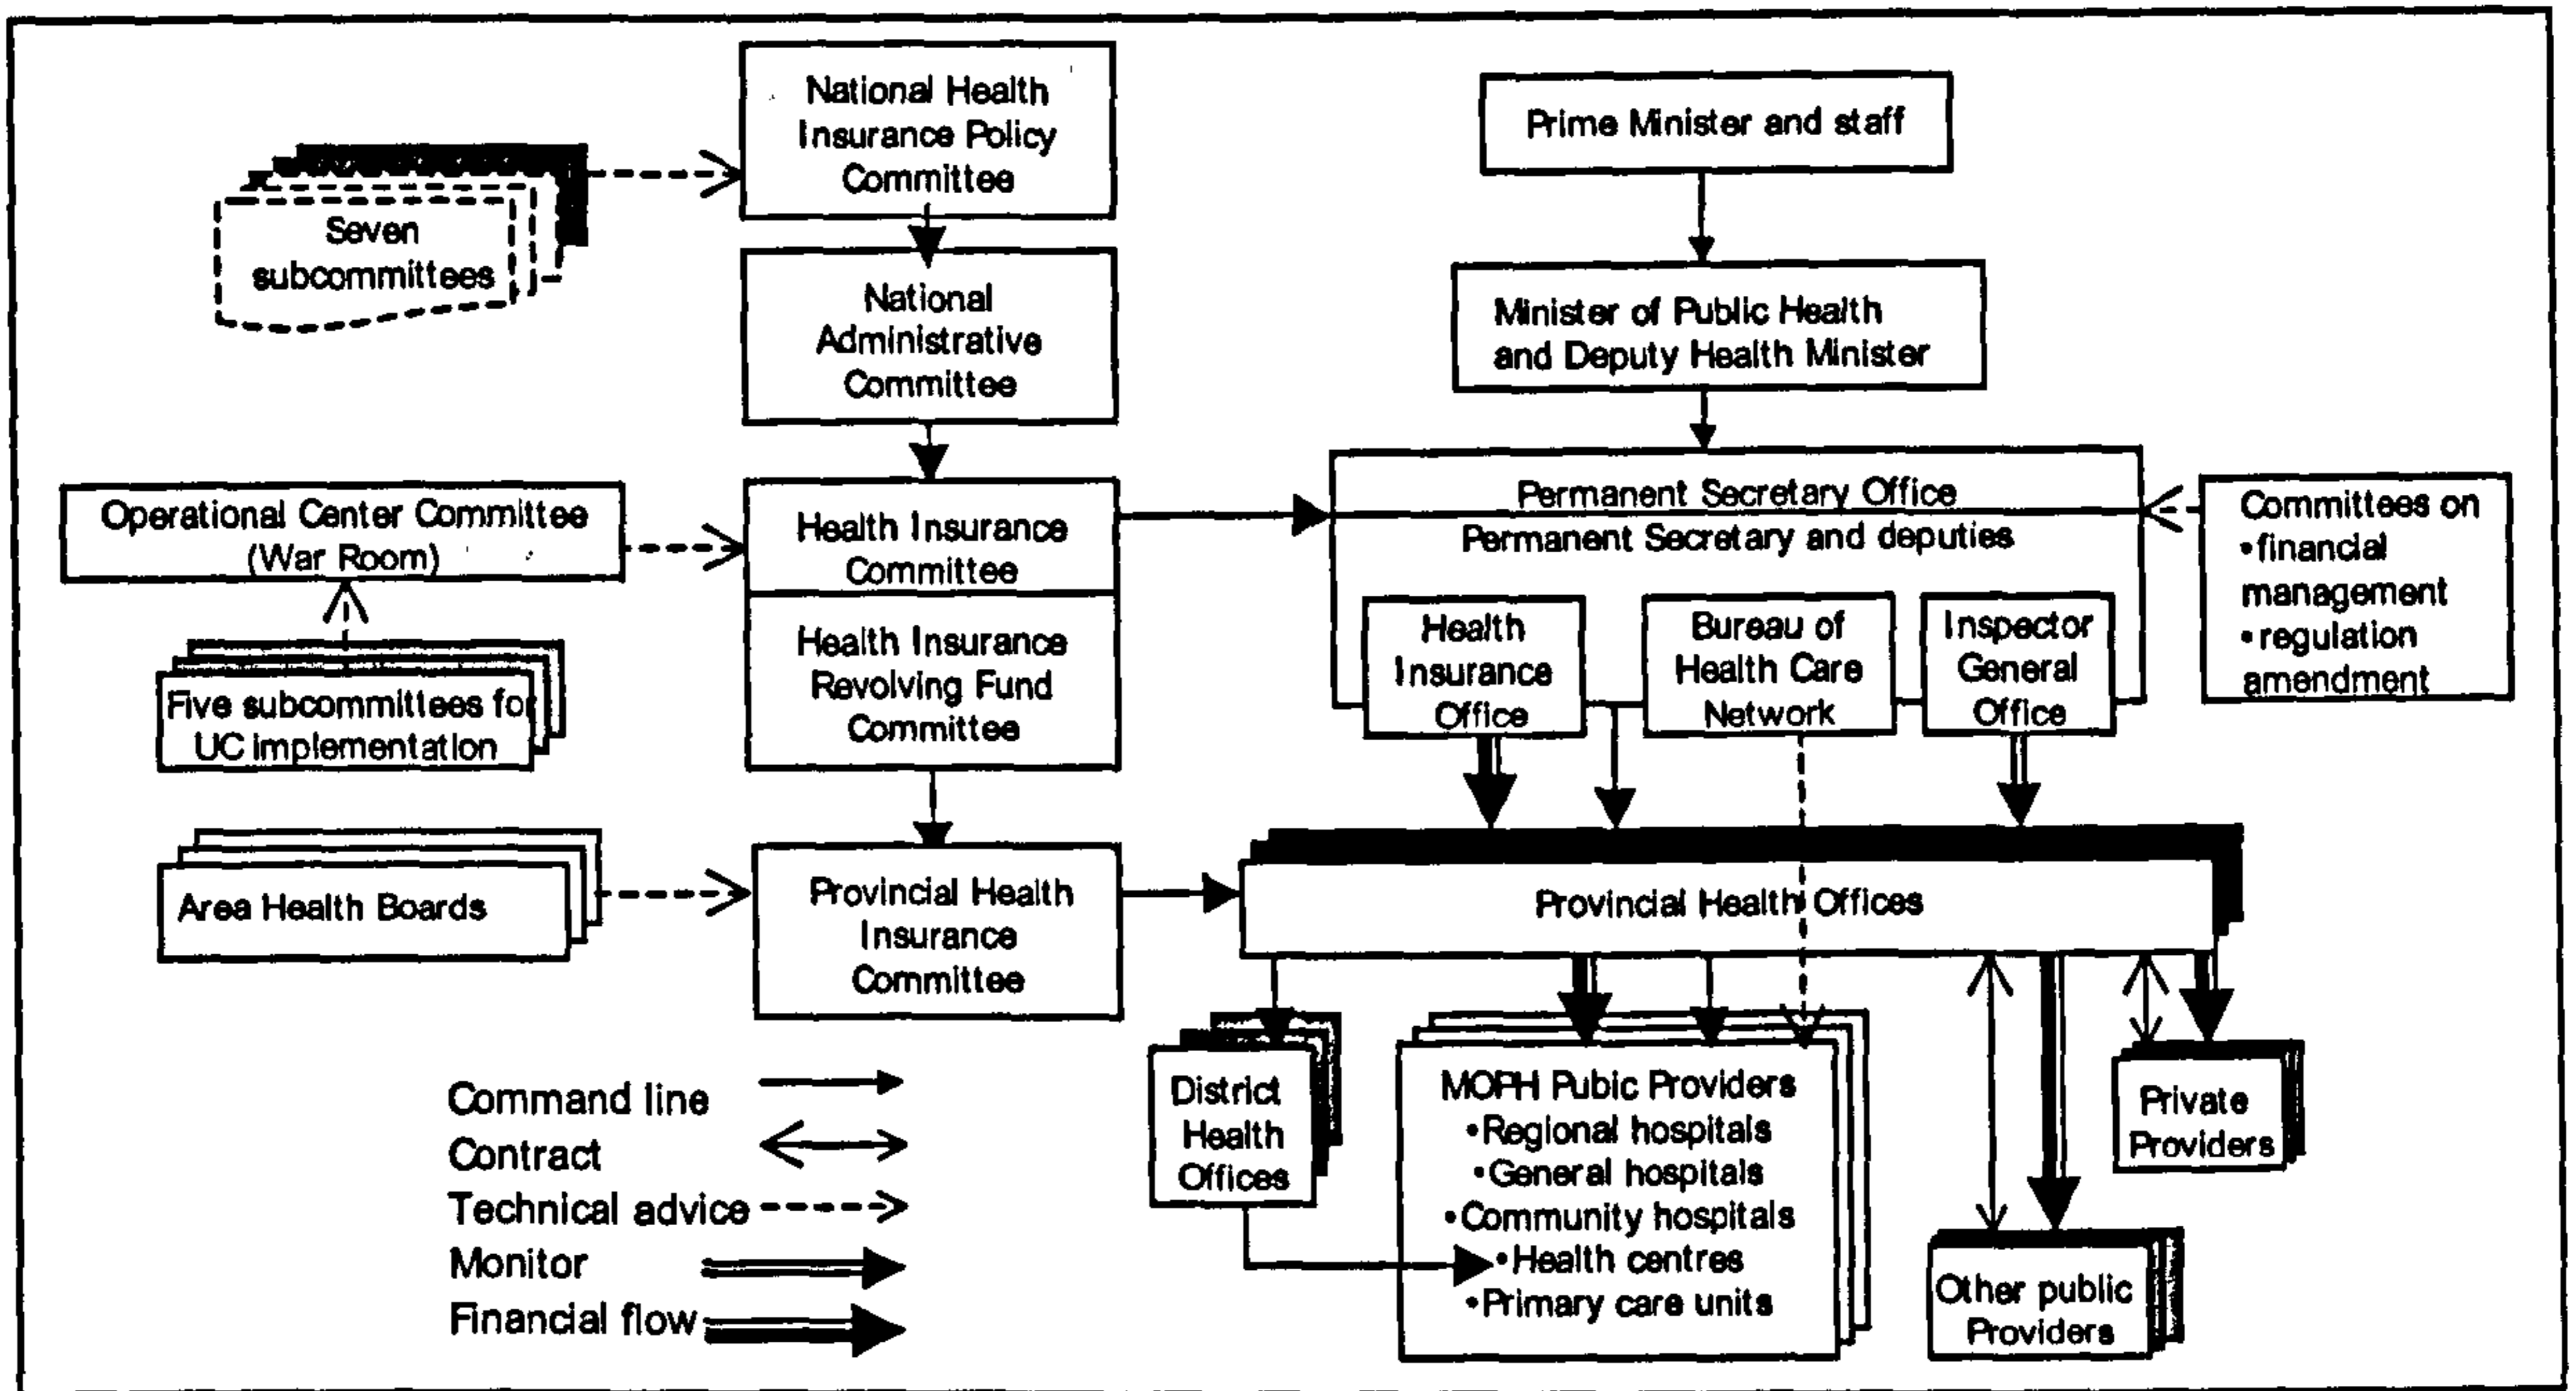 National Health
Insurance Policy
Committee
Prime Minister and staff
Seven
subcommittees
National
Administrative
Committee
Minister of Public Health
and Deputy Health Minister
Operational Center Committee
(War Room)
Health Insurance
Committee
Permanent Secretary Office
Permanent Secretary and deputies
Committees on
•financial
management
•regulation
amendment
Five subcommittees for
UC implementation
Health Insurance
Revolving Fund
Committee
Health
Insurance
Office
Bureau of
Health Care
Network
Inspector
General
Office
Area Health Boards
Provincial Health
Insurance
Committee
Provincial Health Offices
District
Health
Offices
MOPH Pubic Providers
•Regional hospitals
•General hospitals
•Community hospitals
•Health centres
•Primary care units
Private
Providers
Other public
Providers
Command line
Contract
Technical advice
Monitor
Financial flow